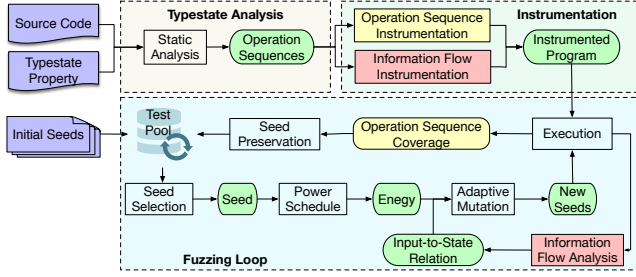 Source Code
Typestate Property
Typestate Analysis
Static Analysis
Operation Sequences
Instrumentation
Operation Sequence Instrumentation
Information Flow Instrumentation
Instrumented Program
Initial Seeds
Test Pool
Seed Preservation
Operation Sequence Coverage
Execution
Seed Selection
Seed
Power Schedule
Enegy
Adaptive Mutation
New Seeds
Input-to-State Relation
Information Flow Analysis
Fuzzing Loop